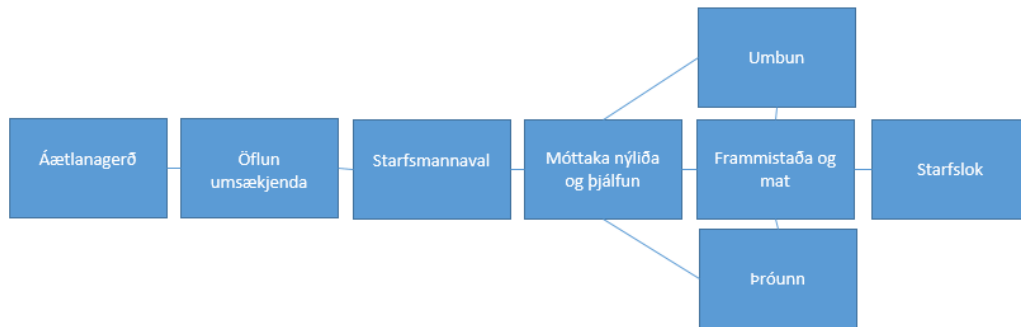 Áætlanagerð
Öflun
umsækjenda
Starfsmannaval
Móttaka nýliða
og þjálfun
Umbun
Frammistaða og
mat
Þróunn
Starfslok